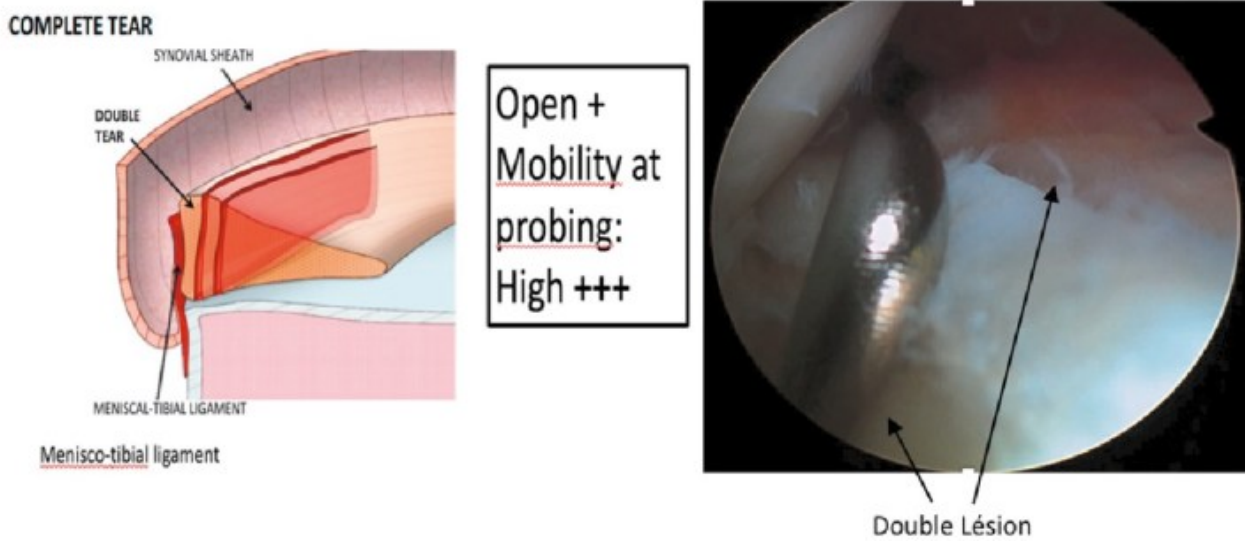 COMPLETE TEAR
SYNOVIAL SHEATH
DOUBLE
TEAR
MENISCAL-TIBIAL LIGAMENT
Menisco-tibial ligament
Open +
Mobility at
probing:
High +++
Double Lésion